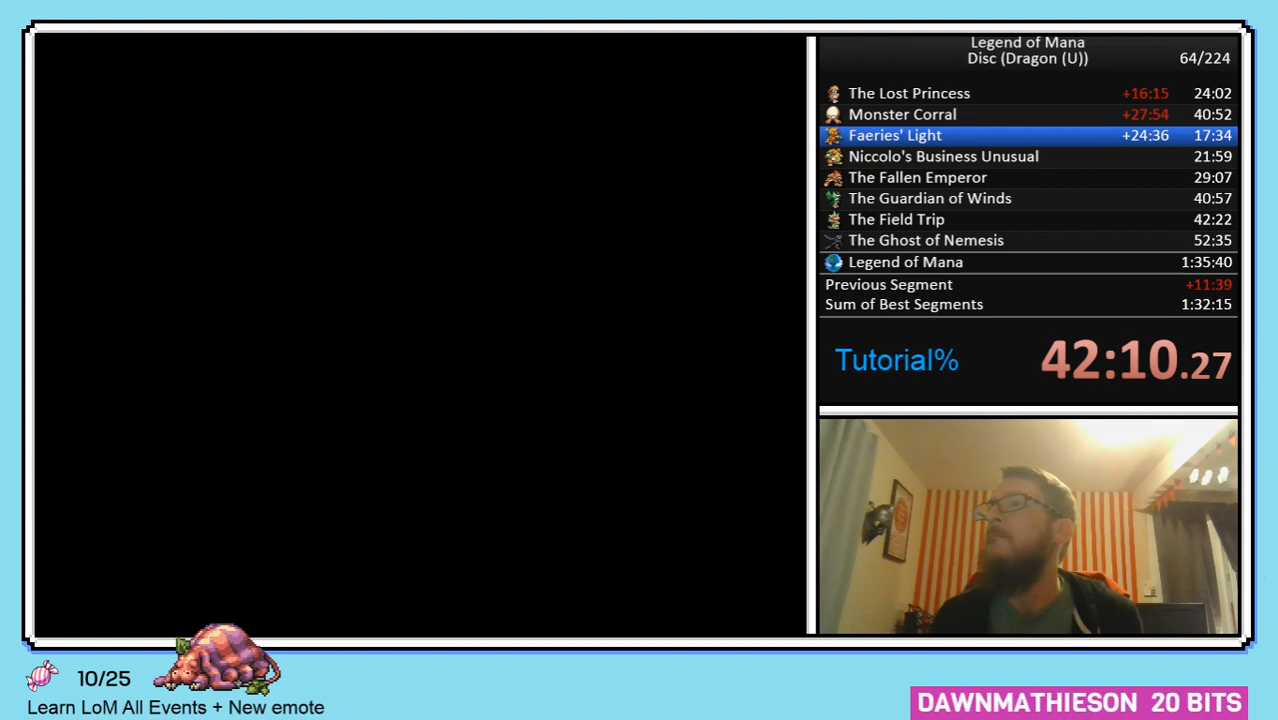 Legend of Mana
Disc (Dragon (U)) 64/224
The Lost Princess +16:15 24:02
Monster Corral +27:54 40:52
Faeries' Light +24:36 17:34
Niccolo's Business Unusual 21:59
The Fallen Emperor 29:07
The Guardian of Winds 40:57
The Field Trip 42:22
The Ghost of Nemesis 52:35
Legend of Mana 1:35:40
Previous Segment +11:39
Sum of Best Segments 1:32:15
Tutorial% 42:10.27
10/25
Learn LoM All Events + New emote
DAWNMATHIESON 20 BITS